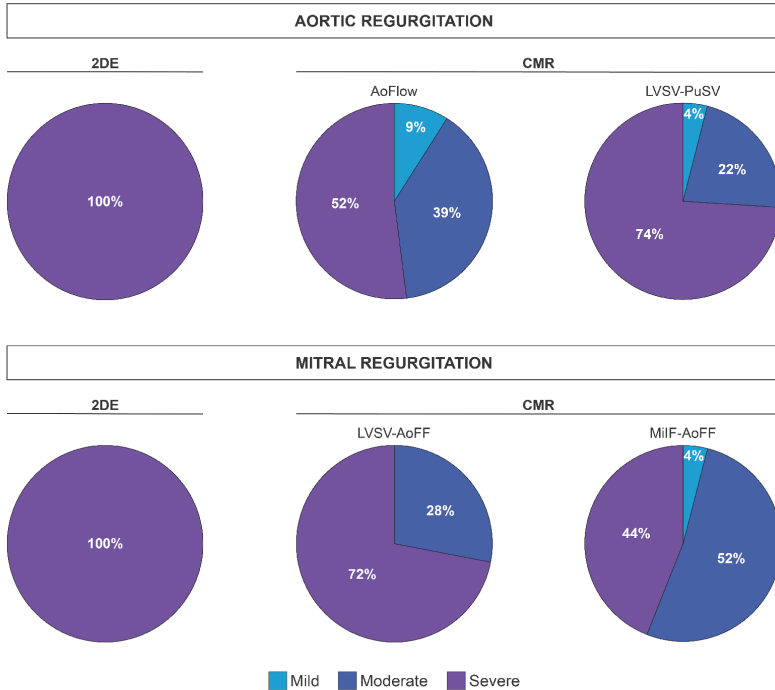 AORTIC REGURGITATION
2DE
CMR
AoFlow
LVSV-PuSV
100%
9%
39%
52%
4%
22%
74%
MITRAL REGURGITATION
2DE
CMR
LVSV-AoFF
MiIF-AoFF
100%
28%
72%
4%
52%
44%
Mild
Moderate
Severe